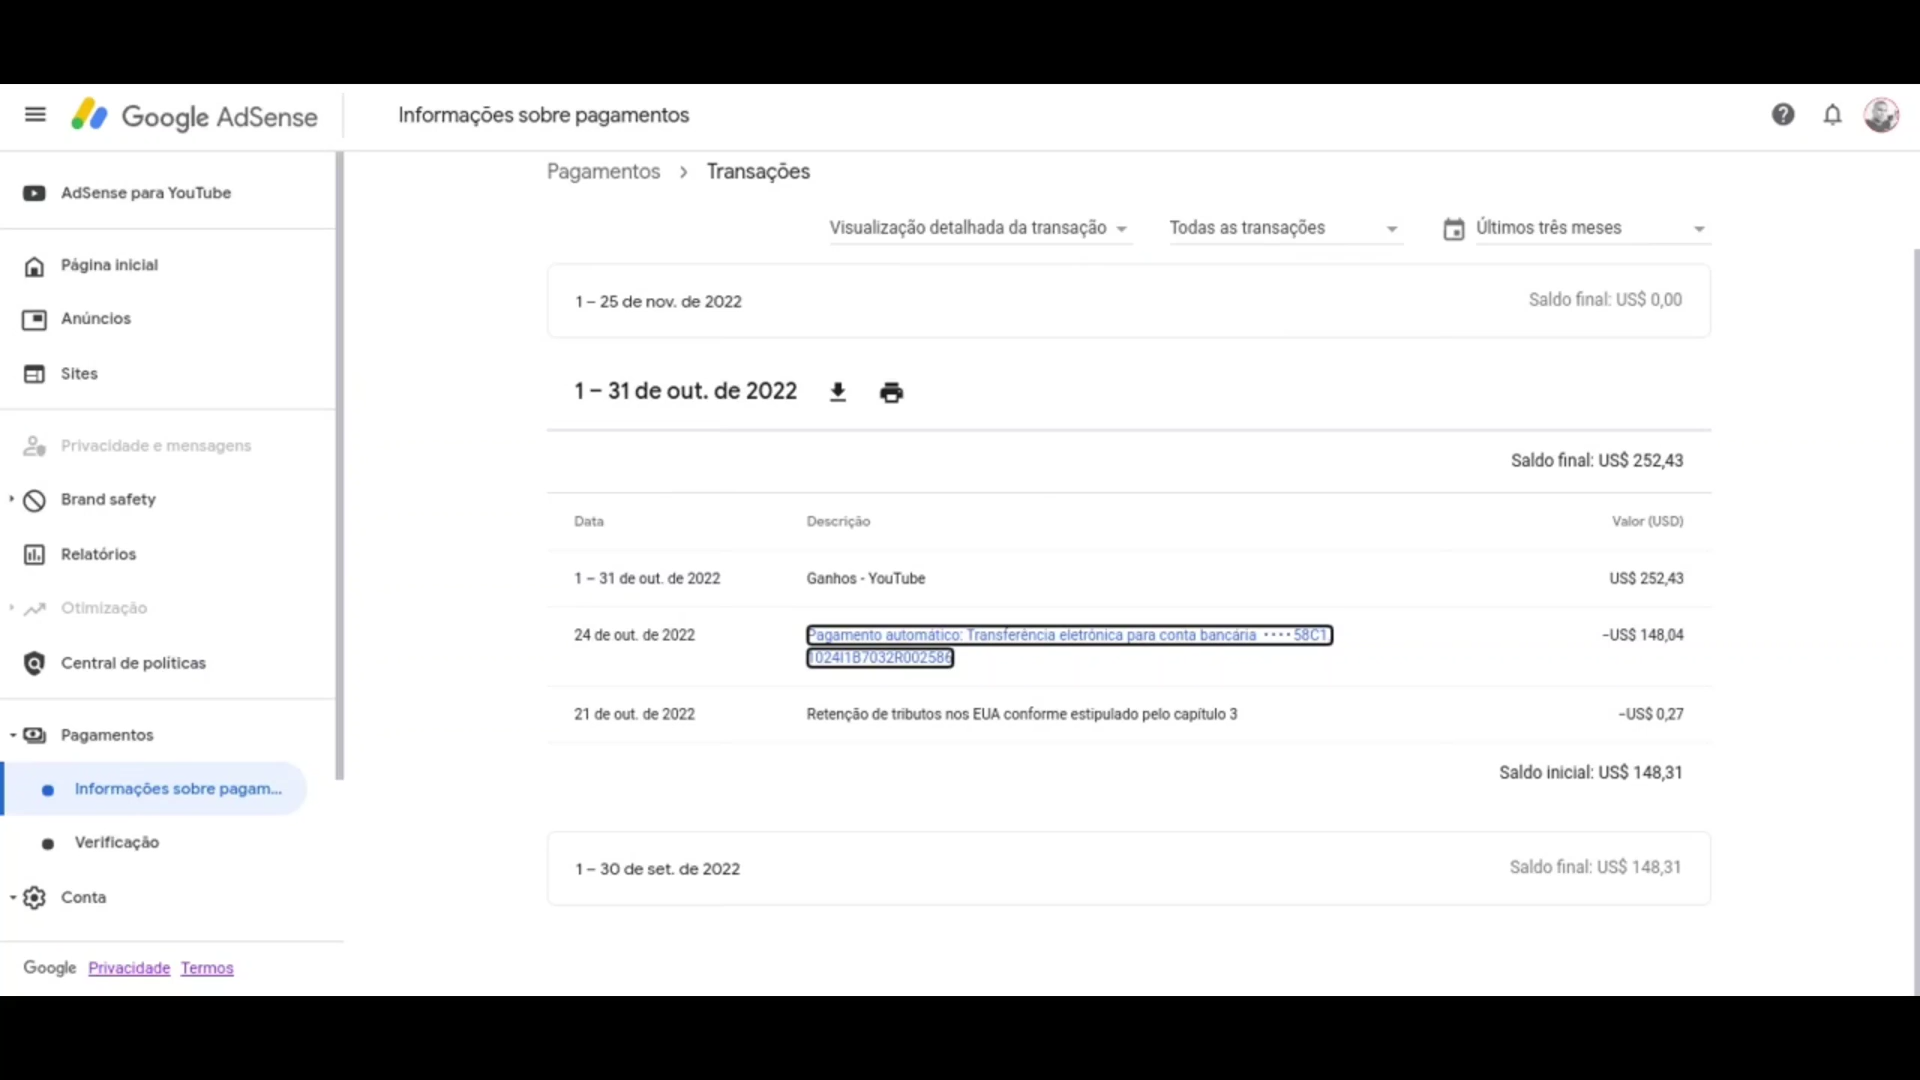 Google AdSense
Informações sobre pagamentos
AdSense para YouTube
Página inicial
Anúncios
Sites
Privacidade e mensagens
Brand safety
Relatórios
Otimização
Central de políticas
Pagamentos
Informações sobre pagam...
Verificação
Conta
Google Privacidade Termos
Pagamentos > Transações
Visualização detalhada da transação Todas as transações Últimos três meses
1 – 25 de nov. de 2022 Saldo final: US$ 0,00
1 – 31 de out. de 2022
Saldo final: US$ 252,43
Data Descrição Valor (USD)
1 – 31 de out. de 2022 Ganhos - YouTube US$ 252,43
24 de out. de 2022 Pagamento automático: Transferência eletrônica para conta bancária •••• 58C1 −US$ 148,04
1024I1B7032R002586
21 de out. de 2022 Retenção de tributos nos EUA conforme estipulado pelo capítulo 3 −US$ 0,27
Saldo inicial: US$ 148,31
1 – 30 de set. de 2022 Saldo final: US$ 148,31